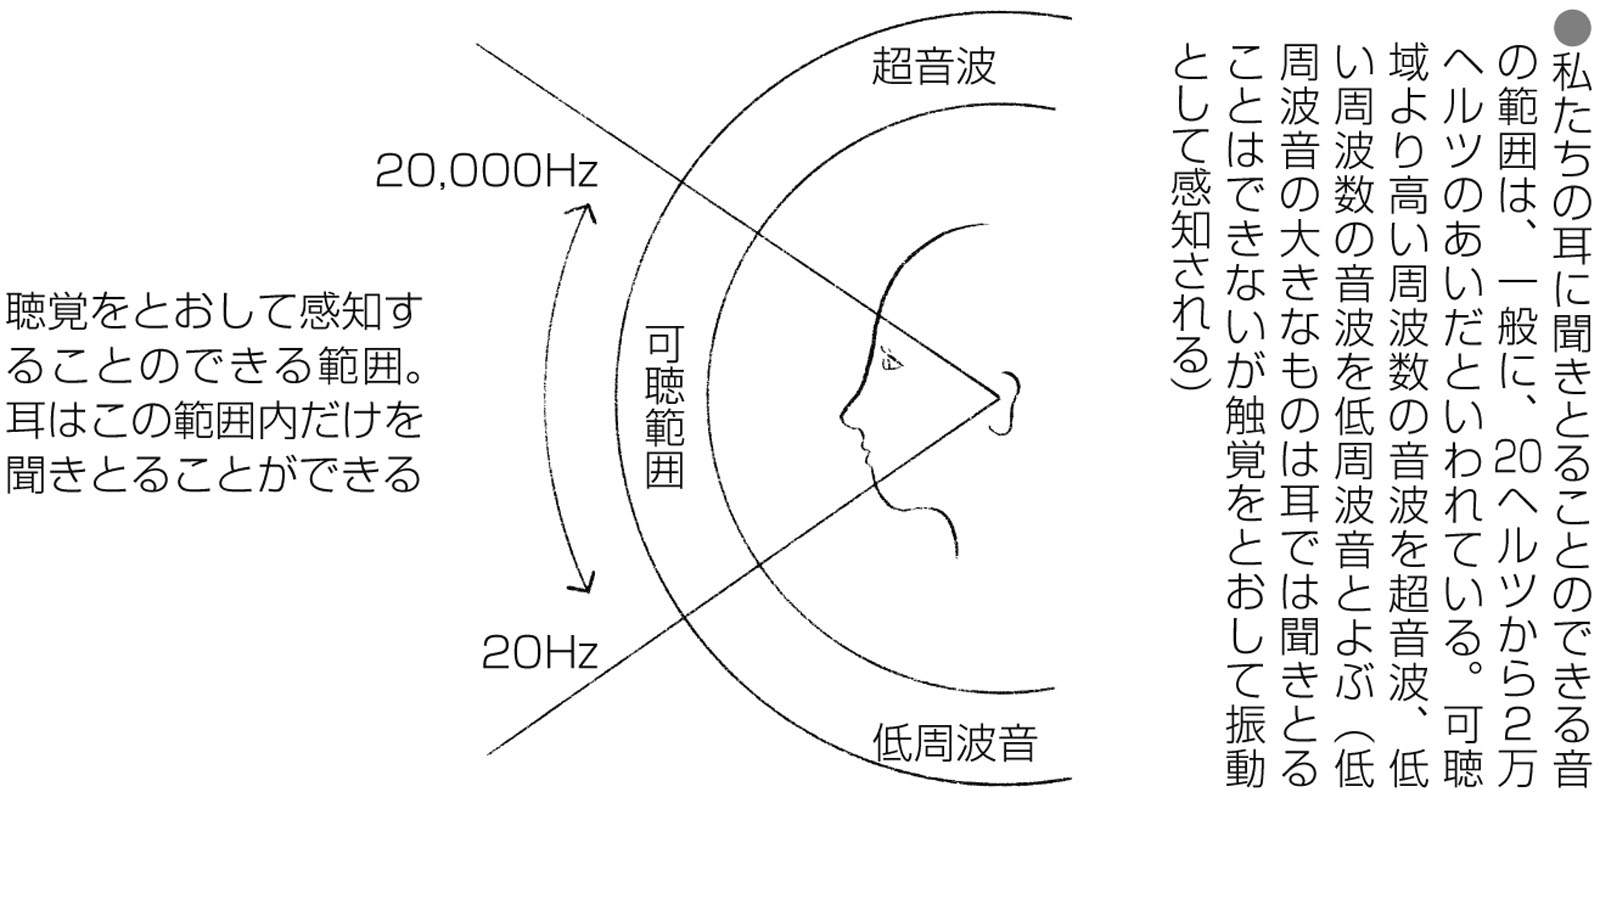 ●私たちの耳に聞きとることのできる音
の範囲は、一般に、20ヘルツから2万
ヘルツのあいだといわれている。可聴
域より高い周波数の音波を超音波、低
い周波数の音波を低周波音とよぶ（低
周波音の大きなものは耳では聞きとる
ことはできないが触覚をとおして振動
として感知される）
超音波
20,000Hz
可聴範囲
聴覚をとおして感知す
ることのできる範囲。
耳はこの範囲内だけを
聞きとることができる
20Hz
低周波音